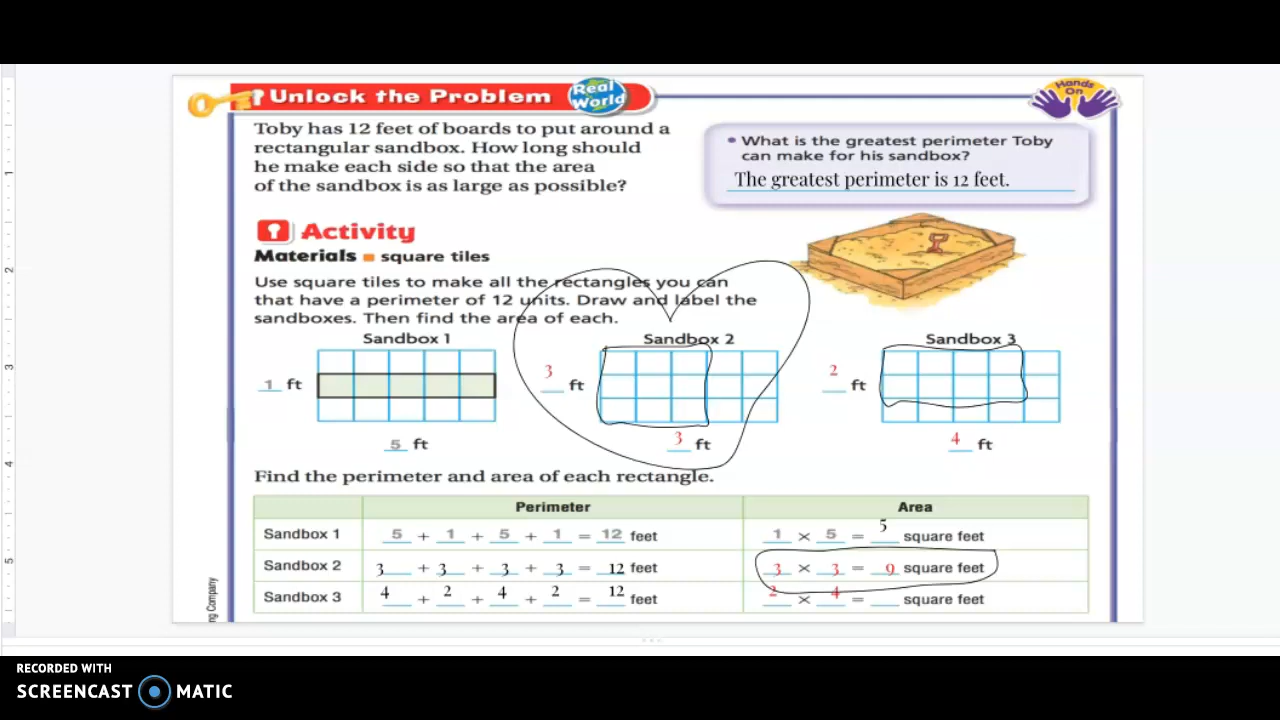 Unlock the Problem
Real World
Hands On
Toby has 12 feet of boards to put around a
rectangular sandbox. How long should
he make each side so that the area
of the sandbox is as large as possible?
• What is the greatest perimeter Toby
can make for his sandbox?
The greatest perimeter is 12 feet.
Activity
Materials ■ square tiles
Use square tiles to make all the rectangles you can
that have a perimeter of 12 units. Draw and label the
sandboxes. Then find the area of each.
Sandbox 1
1 ft
5 ft
Sandbox 2
3 ft
3 ft
Sandbox 3
2 ft
4 ft
Find the perimeter and area of each rectangle.
Perimeter Area
Sandbox 1 5 + 1 + 5 + 1 = 12 feet 1 × 5 = 5 square feet
Sandbox 2 3 + 3 + 3 + 3 = 12 feet 3 × 3 = 9 square feet
Sandbox 3 4 + 2 + 4 + 2 = 12 feet 2 × 4 = __ square feet
ng Company
1
2
3
4
5
RECORDED WITH
SCREENCAST MATIC